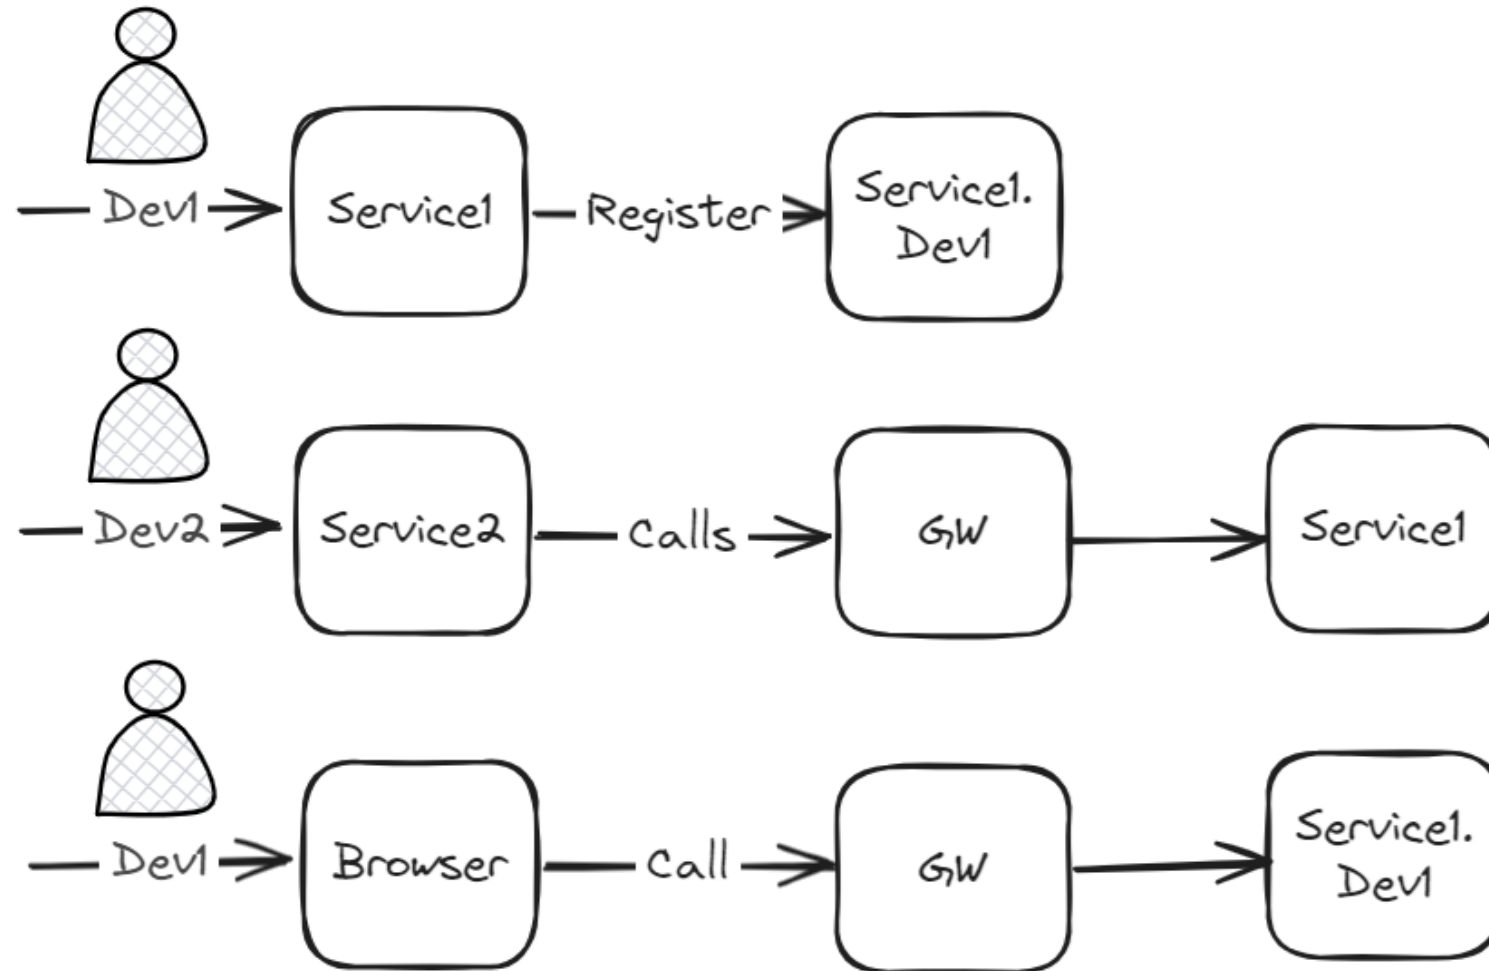 Dev1
Service1
Register
Service1.
Dev1
Dev2
Service2
Calls
GW
Service1
Dev1
Browser
Call
GW
Service1.
Dev1